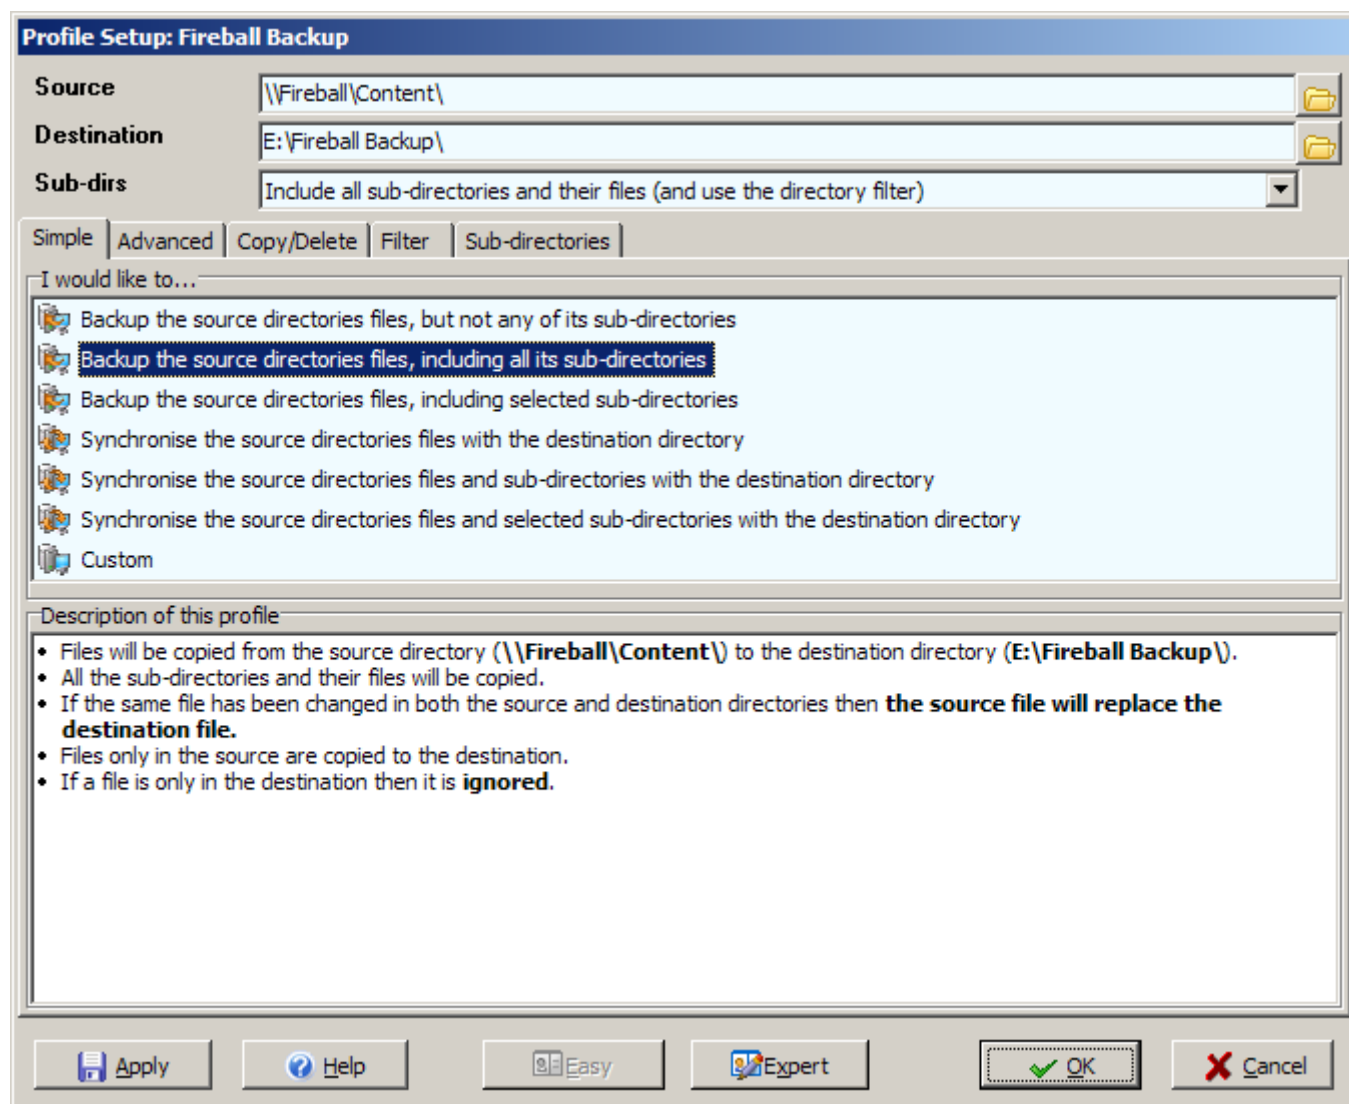 Profile Setup: Fireball Backup
Source
\\Fireball\Content\
Destination
E:\Fireball Backup\
Sub-dirs
Include all sub-directories and their files (and use the directory filter)
Simple Advanced Copy/Delete Filter Sub-directories
I would like to...
Backup the source directories files, but not any of its sub-directories
Backup the source directories files, including all its sub-directories
Backup the source directories files, including selected sub-directories
Synchronise the source directories files with the destination directory
Synchronise the source directories files and sub-directories with the destination directory
Synchronise the source directories files and selected sub-directories with the destination directory
Custom
Description of this profile
• Files will be copied from the source directory (\\Fireball\Content\) to the destination directory (E:\Fireball Backup\).
• All the sub-directories and their files will be copied.
• If the same file has been changed in both the source and destination directories then the source file will replace the
destination file.
• Files only in the source are copied to the destination.
• If a file is only in the destination then it is ignored.
Apply Help Easy Expert OK Cancel